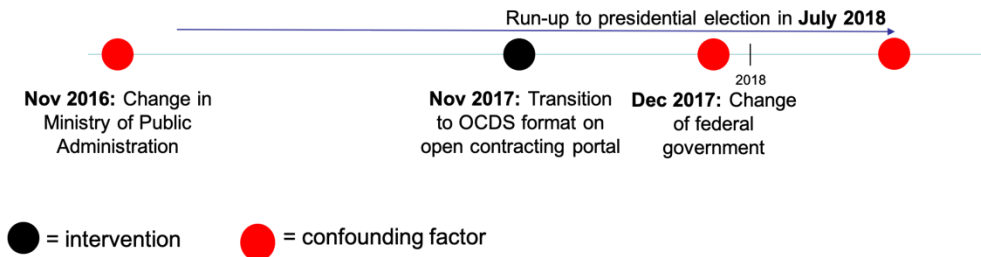 Run-up to presidential election in July 2018
2018
Nov 2016: Change in
Ministry of Public
Administration
Nov 2017: Transition
to OCDS format on
open contracting portal
Dec 2017: Change
of federal
government
= intervention
= confounding factor